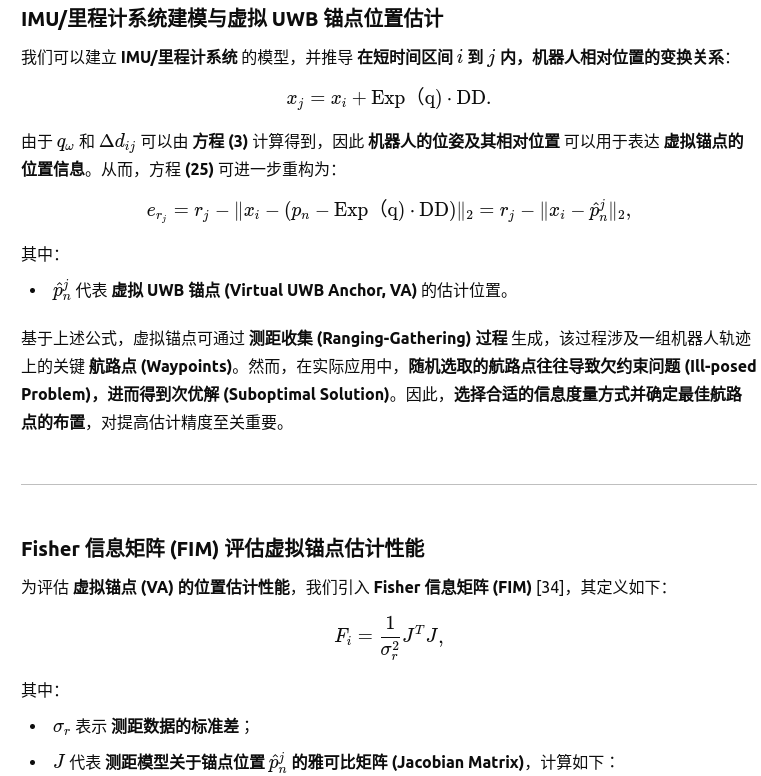 IMU/里程计系统建模与虚拟 UWB 锚点位置估计
我们可以建立 IMU/里程计系统 的模型，并推导 在短时间区间 i 到 j 内，机器人相对位置的变换关系：
x_j = x_i + Exp（q) · DD.
由于 q_ω 和 Δd_{ij} 可以由 方程 (3) 计算得到，因此 机器人的位姿及其相对位置 可以用于表达 虚拟锚点的
位置信息。从而，方程 (25) 可进一步重构为：
e_{r_j} = r_j − ∥x_i − (p_n − Exp（q) · DD)∥_2 = r_j − ∥x_i − \hat{p}_n^j∥_2,
其中：
• \hat{p}_n^j 代表 虚拟 UWB 锚点 (Virtual UWB Anchor, VA) 的估计位置。
基于上述公式，虚拟锚点可通过 测距收集 (Ranging-Gathering) 过程 生成，该过程涉及一组机器人轨迹
上的关键 航路点 (Waypoints)。然而，在实际应用中，随机选取的航路点往往导致欠约束问题 (Ill-posed
Problem)，进而得到次优解 (Suboptimal Solution)。因此，选择合适的信息度量方式并确定最佳航路
点的布置，对提高估计精度至关重要。
Fisher 信息矩阵 (FIM) 评估虚拟锚点估计性能
为评估 虚拟锚点 (VA) 的位置估计性能，我们引入 Fisher 信息矩阵 (FIM) [34]，其定义如下：
F_i = \frac{1}{σ_r^2} J^T J,
其中：
• σ_r 表示 测距数据的标准差；
• J 代表 测距模型关于锚点位置 \hat{p}_n^j 的雅可比矩阵 (Jacobian Matrix)，计算如下：